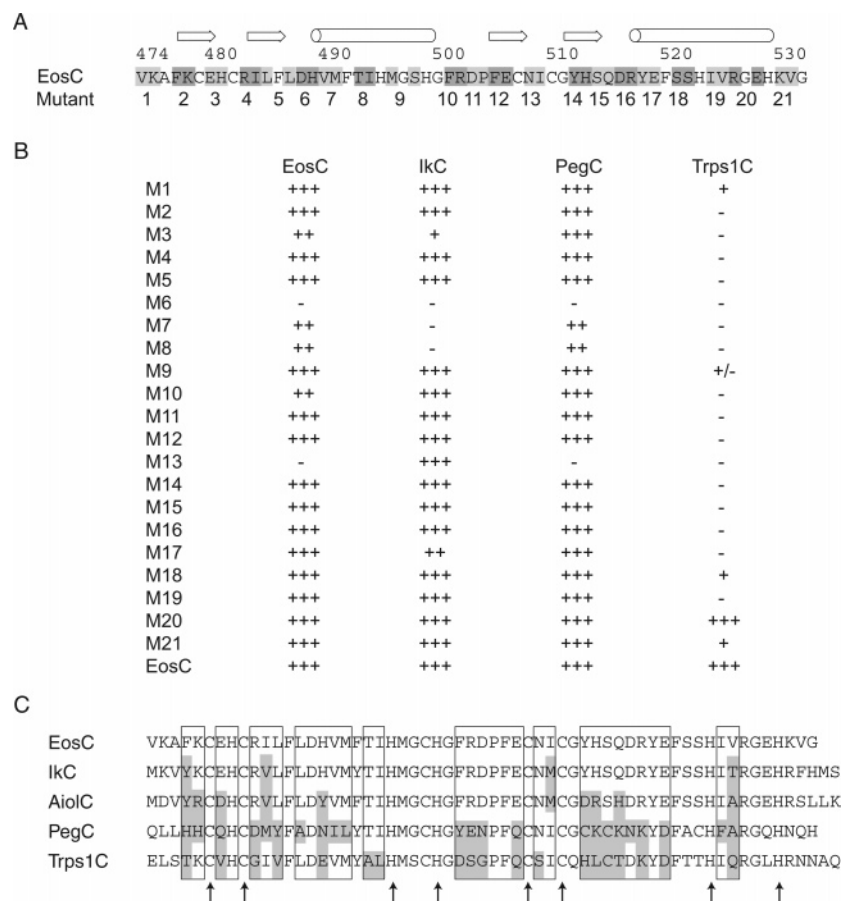 A
474 480 490 500 510 520 530
EosC VKAFKCEHCRILFLDHVMFTIHMGSHGFRDPFECNICGYHSQDRYEFSSHIVRGEHKVG
Mutant 1 2 3 4 5 6 7 8 9 10 11 12 13 14 15 16 17 18 19 20 21
B
EosC IkC PegC Trps1C
M1 +++ +++ +++ +
M2 +++ +++ +++ -
M3 ++ + +++ -
M4 +++ +++ +++ -
M5 +++ +++ +++ -
M6 - - - -
M7 ++ - ++ -
M8 ++ - ++ -
M9 +++ +++ +++ +/-
M10 ++ +++ +++ -
M11 +++ +++ +++ -
M12 +++ +++ +++ -
M13 - +++ - -
M14 +++ +++ +++ -
M15 +++ +++ +++ -
M16 +++ +++ +++ -
M17 +++ ++ +++ -
M18 +++ +++ +++ +
M19 +++ +++ +++ -
M20 +++ +++ +++ +++
M21 +++ +++ +++ +
EosC +++ +++ +++ +++
C
EosC VKAFKCEHCRILFLDHVMFTIHMGCHGFRDPFECNICGYHSQDRYEFSSHIVRGEHKVG
IkC MKVYKCEHCRVLFLDHVMYTIHMGCHGFRDPFECNMCGYHSQDRYEFSSHITRGEHRFHMS
AiolC MDVYRCDHCRVLFLDYVMFTIHMGCHGFRDPFECNMCGDRSHDRYEFSSHIARGEHRSLLK
PegC QLLHHCQHCDMYFADNILYTIHMGCHGYENPFQCNICGCKCKNKYDFACHFARGQHNQH
Trps1C ELSTKCVHCGIVFLDEVMYALHMSCHGDSGPFQCSICQHLCTDKYDFTTHIQRGLHRNNAQ